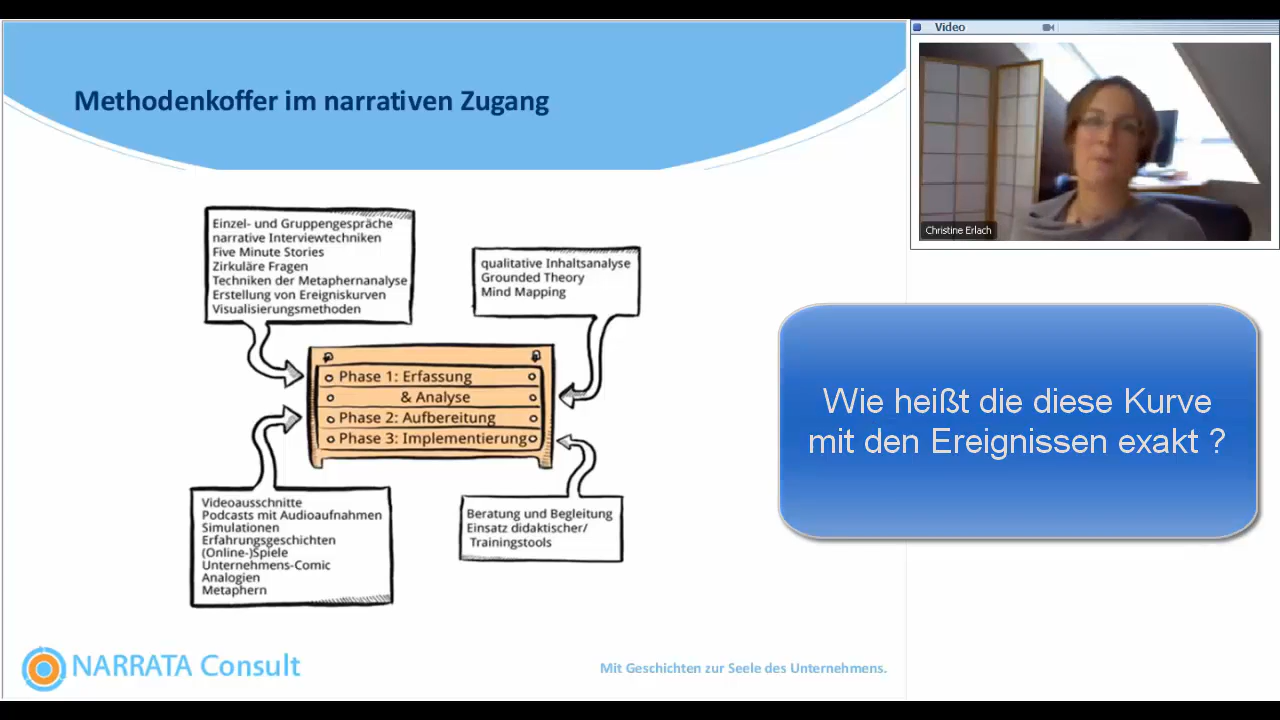 Methodenkoffer im narrativen Zugang
Einzel- und Gruppengespräche
narrative Interviewtechniken
Five Minute Stories
Zirkuläre Fragen
Techniken der Metaphernanalyse
Erstellung von Ereigniskurven
Visualisierungsmethoden
qualitative Inhaltsanalyse
Grounded Theory
Mind Mapping
Phase 1: Erfassung
& Analyse
Phase 2: Aufbereitung
Phase 3: Implementierung
Videoausschnitte
Podcasts mit Audioaufnahmen
Simulationen
Erfahrungsgeschichten
(Online-)Spiele
Unternehmens-Comic
Analogien
Metaphern
Beratung und Begleitung
Einsatz didaktischer/
Trainingstools
NARRATA Consult
Mit Geschichten zur Seele des Unternehmens.
Video
Christine Erlach
Wie heißt die diese Kurve
mit den Ereignissen exakt ?